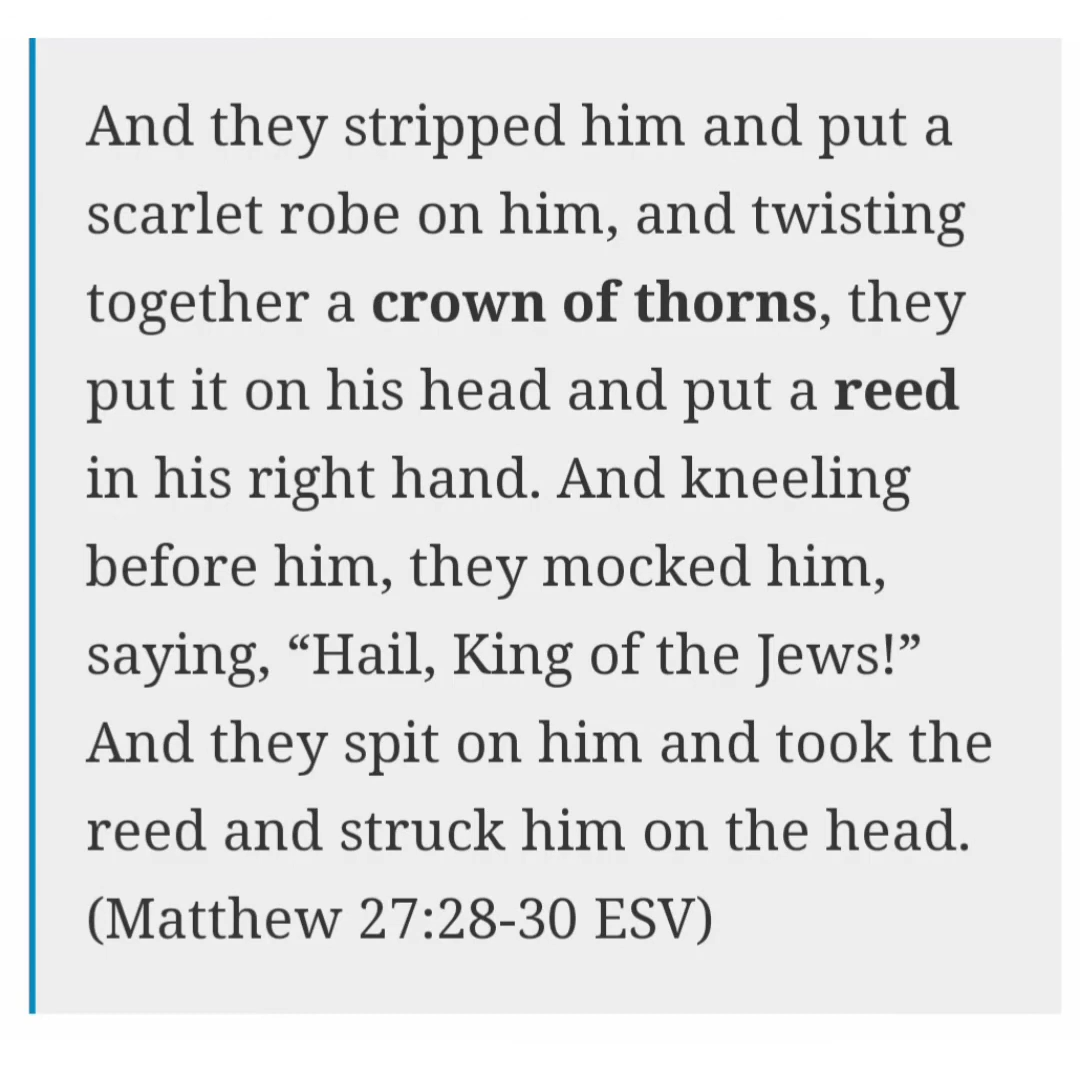 And they stripped him and put a
scarlet robe on him, and twisting
together a crown of thorns, they
put it on his head and put a reed
in his right hand. And kneeling
before him, they mocked him,
saying, “Hail, King of the Jews!”
And they spit on him and took the
reed and struck him on the head.
(Matthew 27:28-30 ESV)